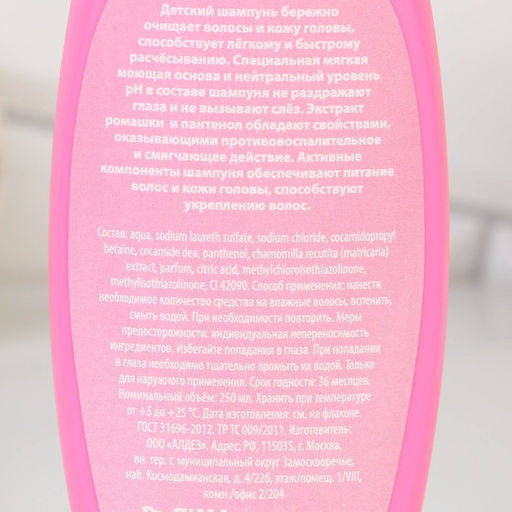 Детский шампунь бережно
очищает волосы и кожу головы,
способствует лёгкому и быстрому
расчёсыванию. Специальная мягкая
моющая основа и нейтральный уровень
pH в составе шампуня не раздражают
глаза и не вызывают слёз. Экстракт
ромашки и пантенол обладают свойствами,
оказывающими противовоспалительное
и смягчающее действие. Активные
компоненты шампуня обеспечивают питание
волос и кожи головы, способствуют
укреплению волос.
Состав: aqua, sodium laureth sulfate, sodium chloride, cocamidopropyl
betaine, cocamide dea, panthenol, chamomilla recutita (matricaria)
extract, parfum, citric acid, methylchloroisothiazolinone,
methylisothiazolinone, CI 42090. Способ применения: нанести
необходимое количество средства на влажные волосы, вспенить,
смыть водой. При необходимости повторить. Меры
предосторожности: индивидуальная непереносимость
ингредиентов. Избегайте попадания в глаза. При попадании
в глаза необходимо тщательно промыть их водой. Только
для наружного применения. Срок годности: 36 месяцев.
Номинальный объём: 250 мл. Хранить при температуре
от +5 до +25 °С. Дата изготовления: см. на флаконе.
ГОСТ 31696-2012. ТР ТС 009/2011. Изготовитель:
ООО «АЛДЕЗ». Адрес: РФ, 115035, г. Москва,
вн. тер. г. муниципальный округ Замоскворечье,
наб. Космодамианская, д. 4/22б, этаж/помещ. 1/VIII,
комн./офис 2/204